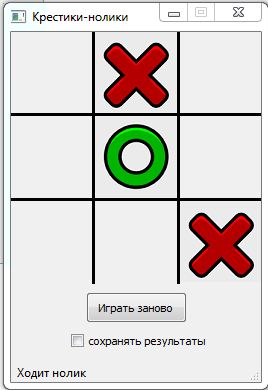 Крестики-нолики
Играть заново
сохранять результаты
Ходит нолик